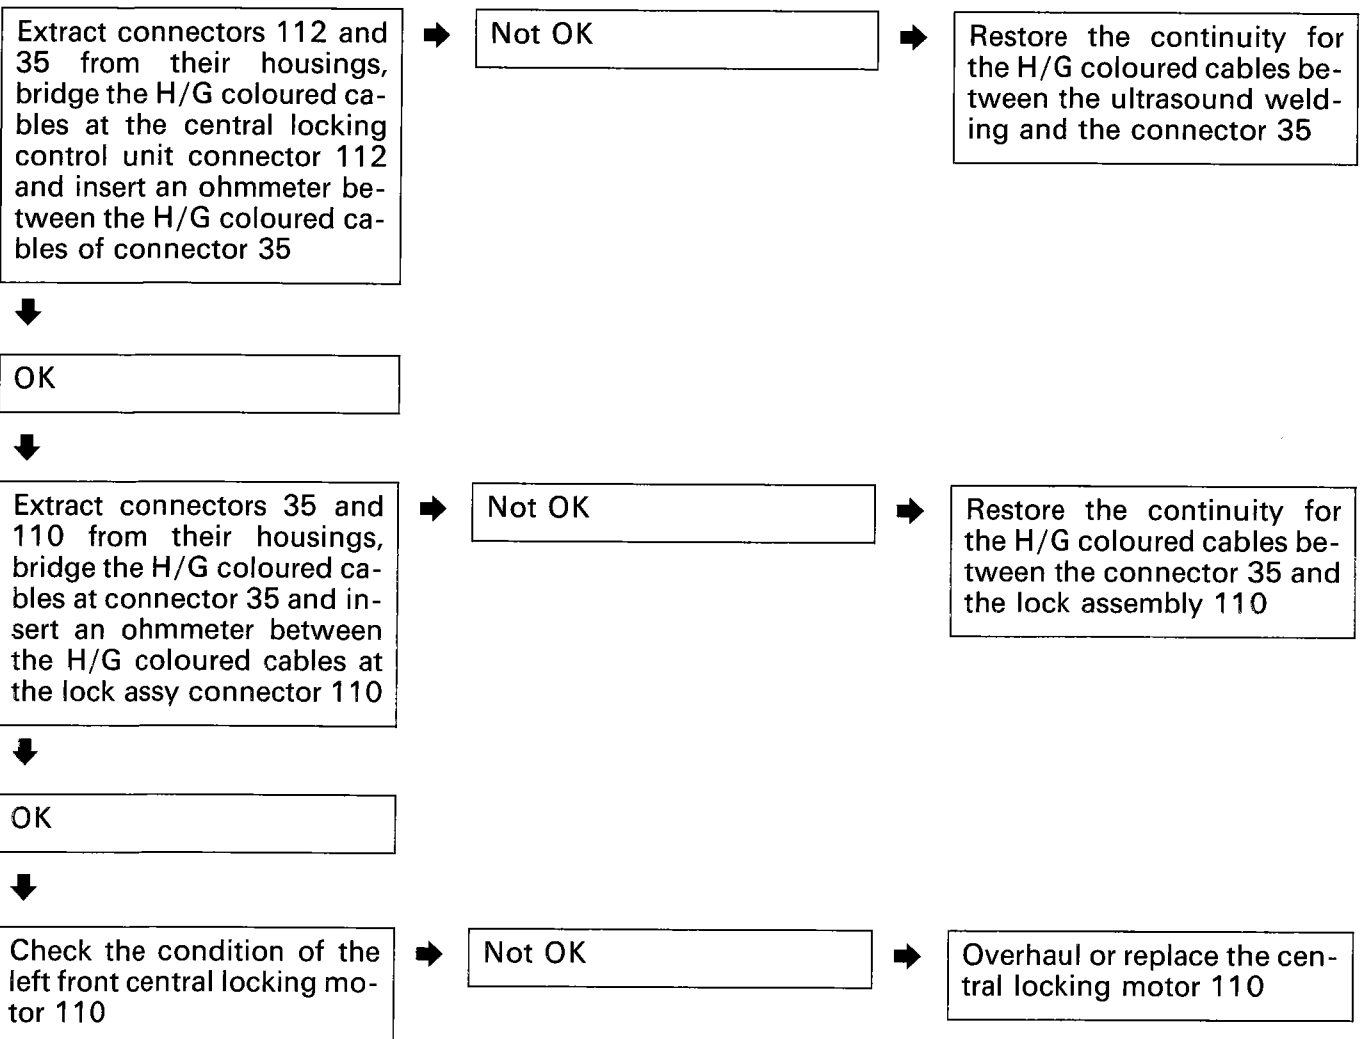 Extract connectors 112 and
35 from their housings,
bridge the H/G coloured ca-
bles at the central locking
control unit connector 112
and insert an ohmmeter be-
tween the H/G coloured ca-
bles of connector 35
Not OK
Restore the continuity for
the H/G coloured cables be-
tween the ultrasound weld-
ing and the connector 35
OK
Extract connectors 35 and
110 from their housings,
bridge the H/G coloured ca-
bles at connector 35 and in-
sert an ohmmeter between
the H/G coloured cables at
the lock assy connector 110
Not OK
Restore the continuity for
the H/G coloured cables be-
tween the connector 35 and
the lock assembly 110
OK
Check the condition of the
left front central locking mo-
tor 110
Not OK
Overhaul or replace the cen-
tral locking motor 110